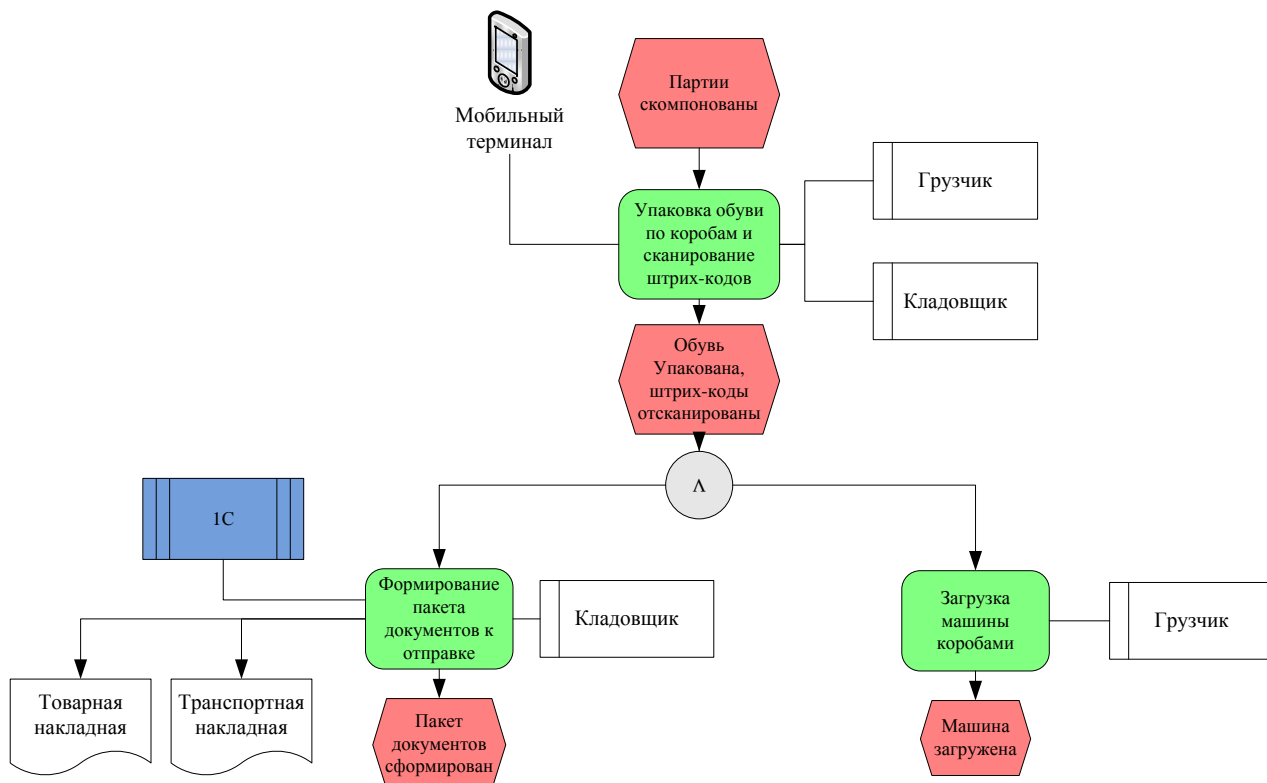 Партии
скомпонованы
Мобильный
терминал
Упаковка обуви
по коробам и
сканирование
штрих-кодов
Грузчик
Кладовщик
Обувь
Упакована,
штрих-коды
отсканированы
Λ
1С
Формирование
пакета
документов к
отправке
Кладовщик
Загрузка
машины
коробами
Грузчик
Товарная
накладная
Транспортная
накладная
Пакет
документов
сформирован
Машина
загружена